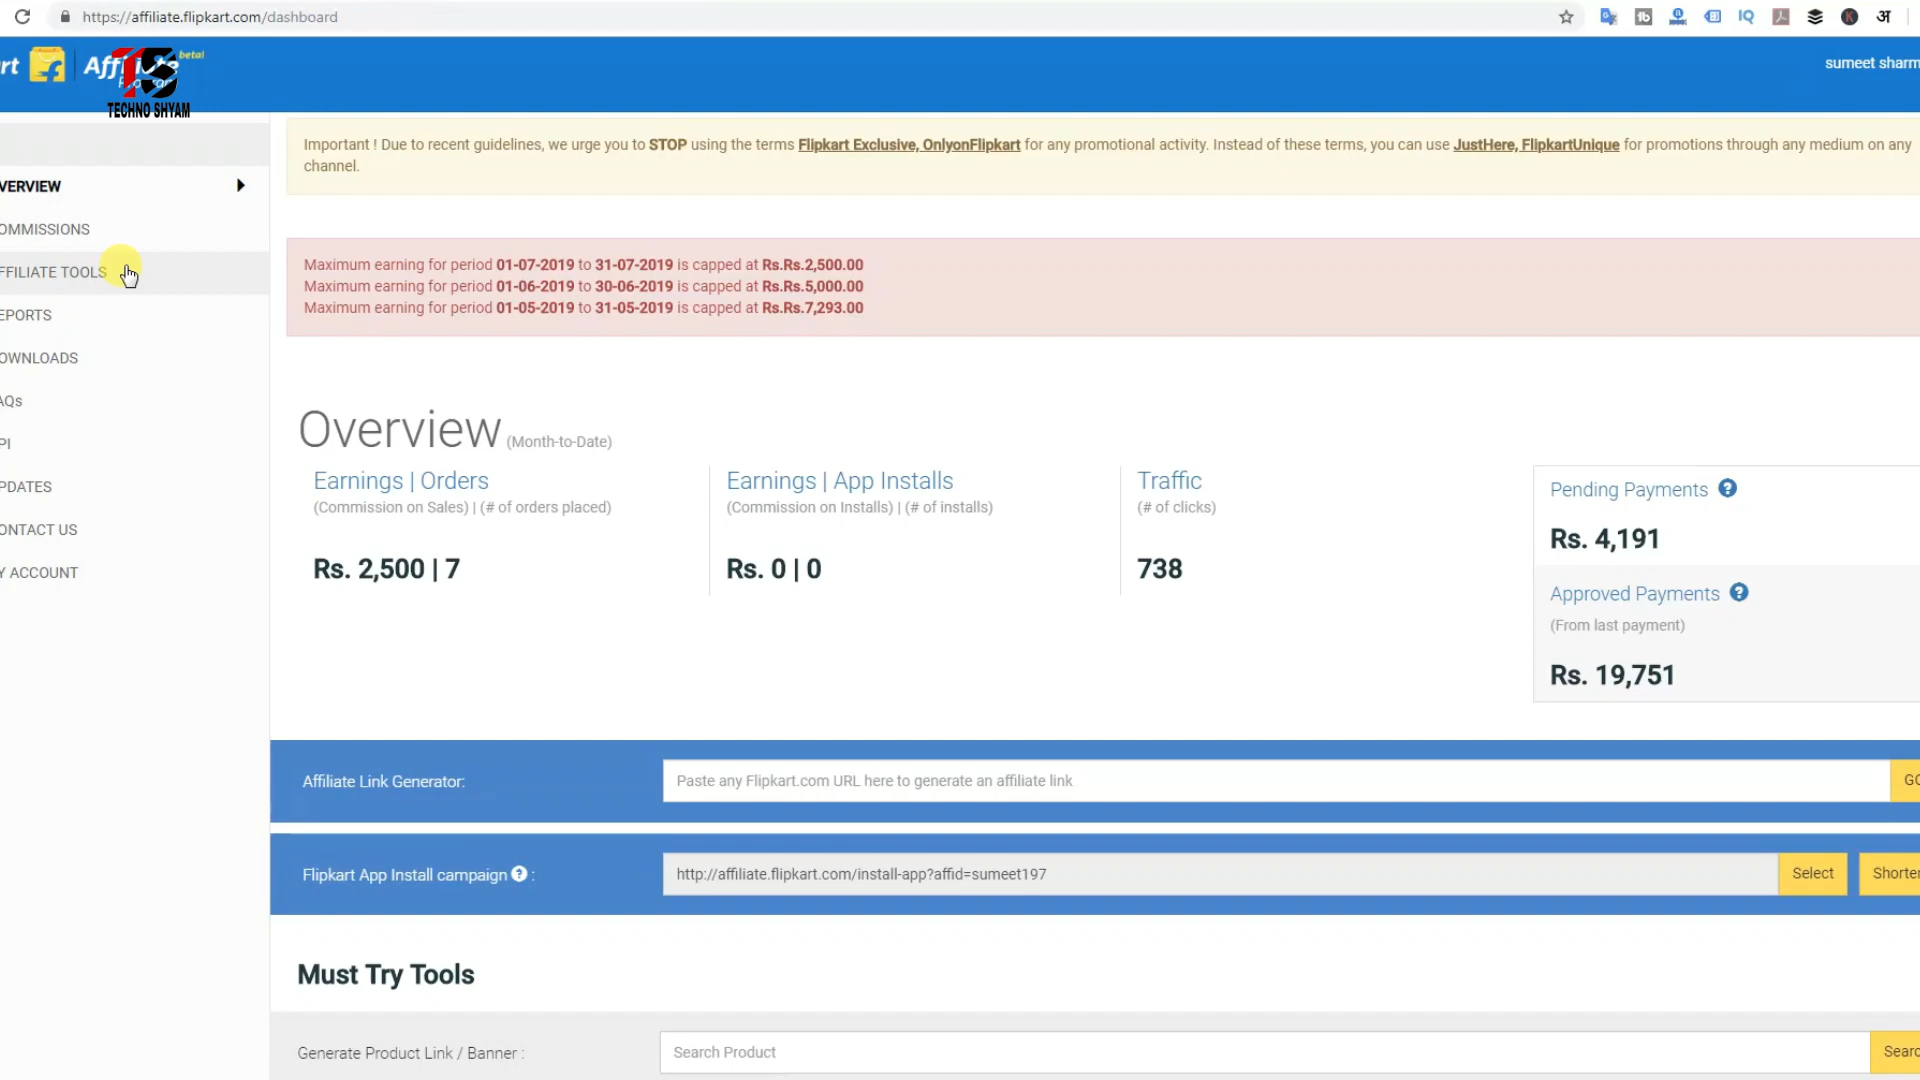 https://affiliate.flipkart.com/dashboard
rt
beta!
sumeet sharm
TECHNO SHYAM
VERVIEW
OMMISSIONS
FFILIATE TOOLS
EPORTS
OWNLOADS
AQs
PI
PDATES
ONTACT US
Y ACCOUNT
Important ! Due to recent guidelines, we urge you to STOP using the terms Flipkart Exclusive, OnlyonFlipkart for any promotional activity. Instead of these terms, you can use JustHere, FlipkartUnique for promotions through any medium on any
channel.
Maximum earning for period 01-07-2019 to 31-07-2019 is capped at Rs.Rs.2,500.00
Maximum earning for period 01-06-2019 to 30-06-2019 is capped at Rs.Rs.5,000.00
Maximum earning for period 01-05-2019 to 31-05-2019 is capped at Rs.Rs.7,293.00
Overview (Month-to-Date)
Earnings | Orders
(Commission on Sales) | (# of orders placed)
Rs. 2,500 | 7
Earnings | App Installs
(Commission on Installs) | (# of installs)
Rs. 0 | 0
Traffic
(# of clicks)
738
Pending Payments ?
Rs. 4,191
Approved Payments ?
(From last payment)
Rs. 19,751
Affiliate Link Generator:
Paste any Flipkart.com URL here to generate an affiliate link
GO
Flipkart App Install campaign ? :
http://affiliate.flipkart.com/install-app?affid=sumeet197
Select
Shorte
Must Try Tools
Generate Product Link / Banner :
Search Product
Searc